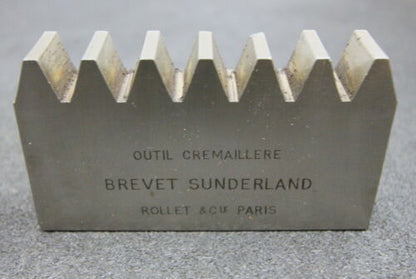 OUTIL CREMAILLERE
BREVET SUNDERLAND
ROLLET & CIE PARIS